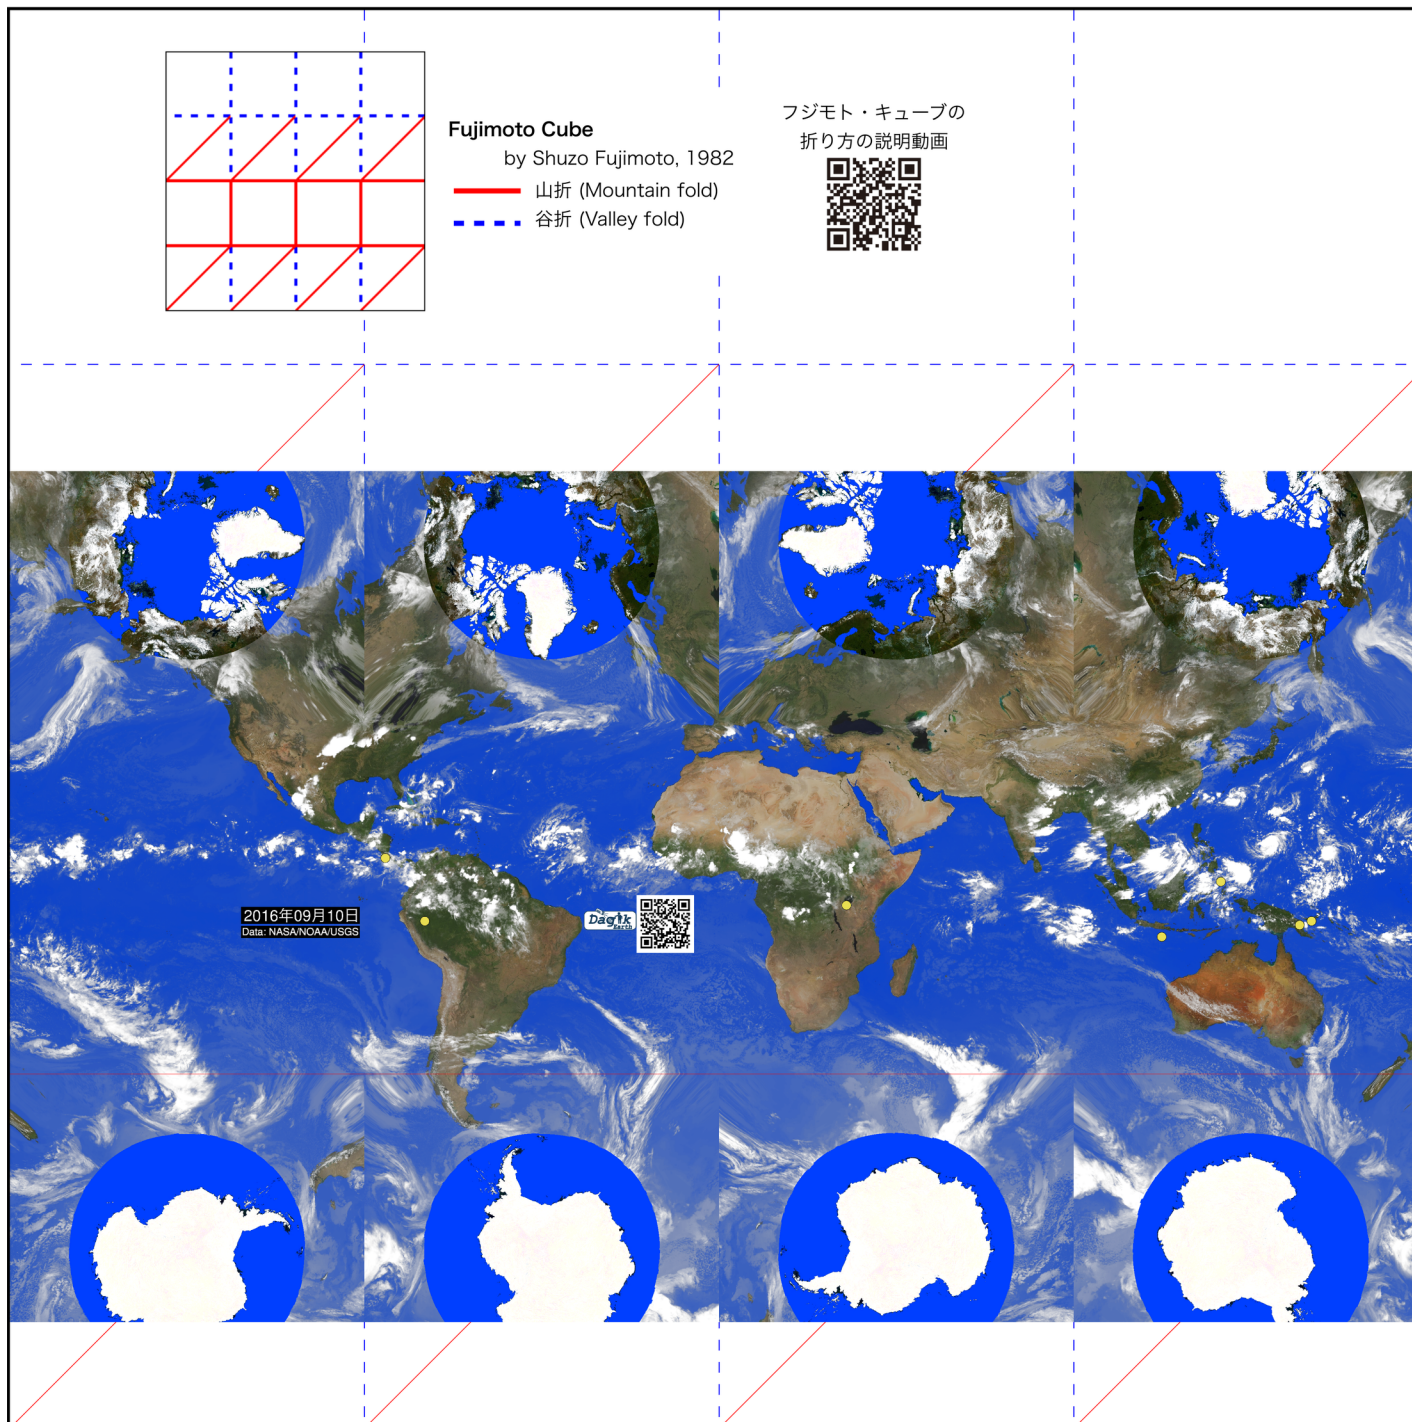 Fujimoto Cube
by Shuzo Fujimoto, 1982
山折 (Mountain fold)
谷折 (Valley fold)
フジモト・キューブの
折り方の説明動画
2016年09月10日
Data: NASA/NOAA/USGS
Dagik
Earth